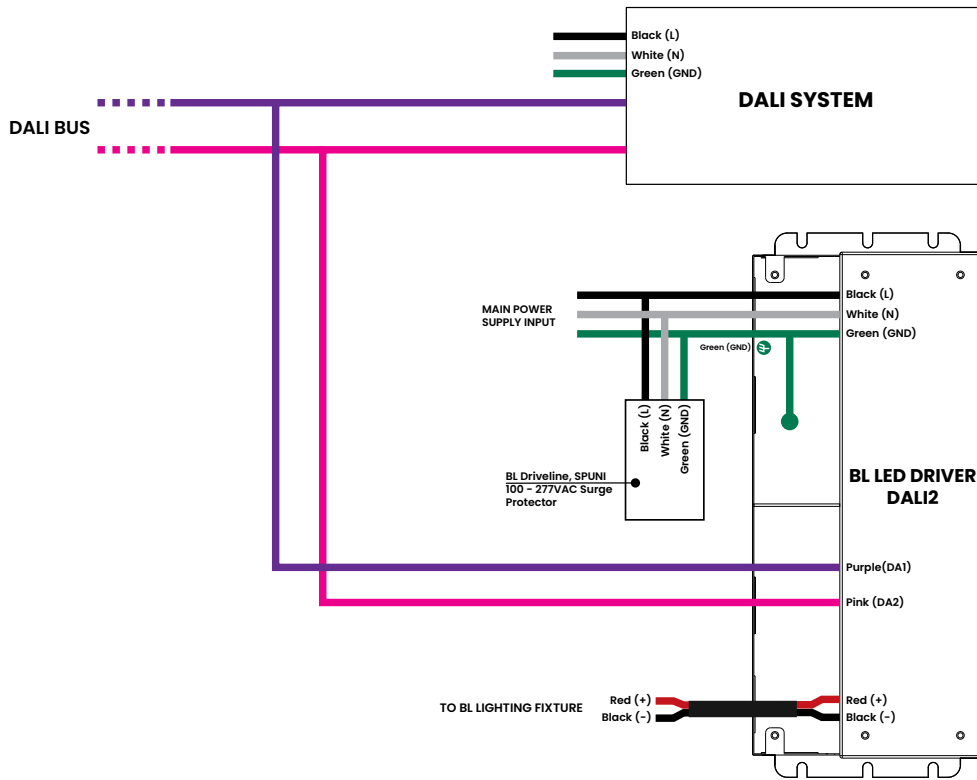 Black (L)
White (N)
Green (GND)
DALI SYSTEM
DALI BUS
MAIN POWER
SUPPLY INPUT
Black (L)
White (N)
Green (GND)
Green (GND)
Black (L)
White (N)
Green (GND)
BL Driveline, SPUNI
100 - 277VAC Surge
Protector
BL LED DRIVER
DALI2
Purple(DA1)
Pink (DA2)
TO BL LIGHTING FIXTURE
Red (+)
Black (-)
Red (+)
Black (-)